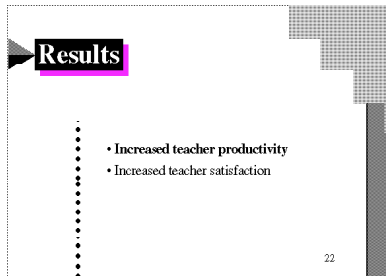 Results
• Increased teacher productivity
• Increased teacher satisfaction
22